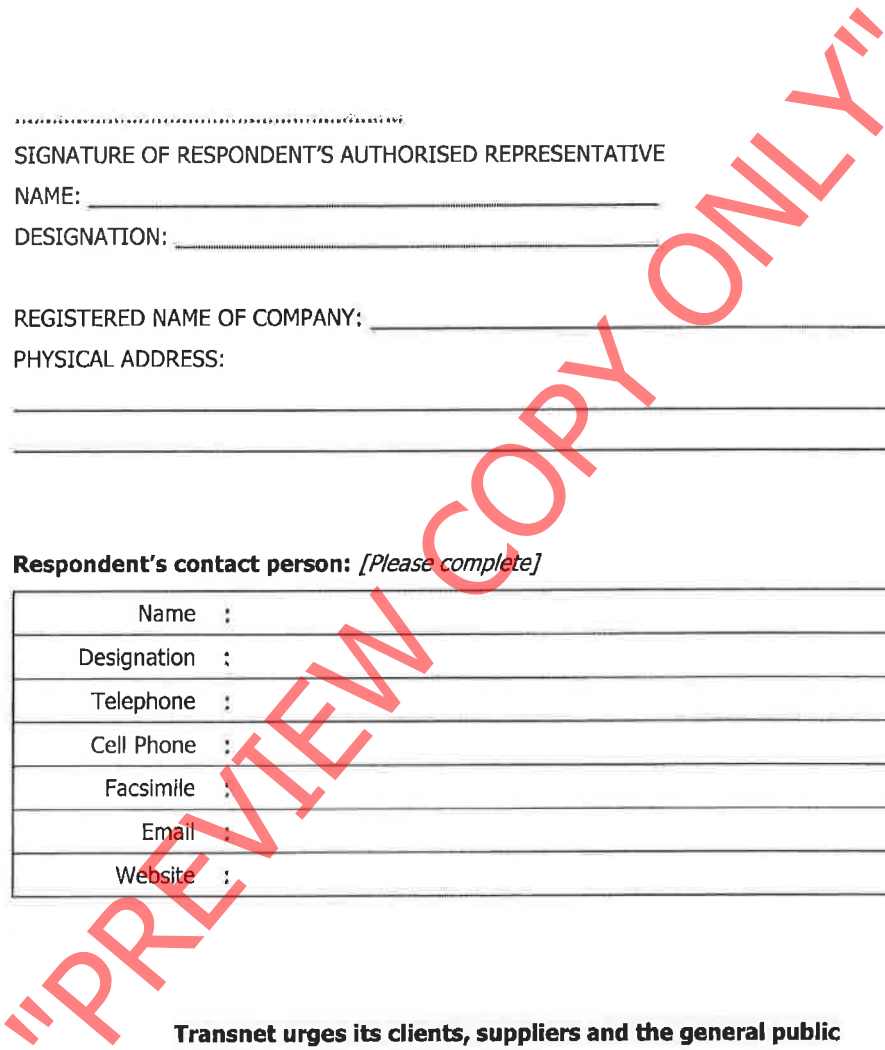 SIGNATURE OF RESPONDENT'S AUTHORISED REPRESENTATIVE
NAME:
DESIGNATION:
REGISTERED NAME OF COMPANY:
PHYSICAL ADDRESS:
Respondent's contact person: [Please complete]
Name :
Designation :
Telephone :
Cell Phone :
Facsimile :
Email :
Website :
Transnet urges its clients, suppliers and the general public
"PREVIEW COPY ONLY"